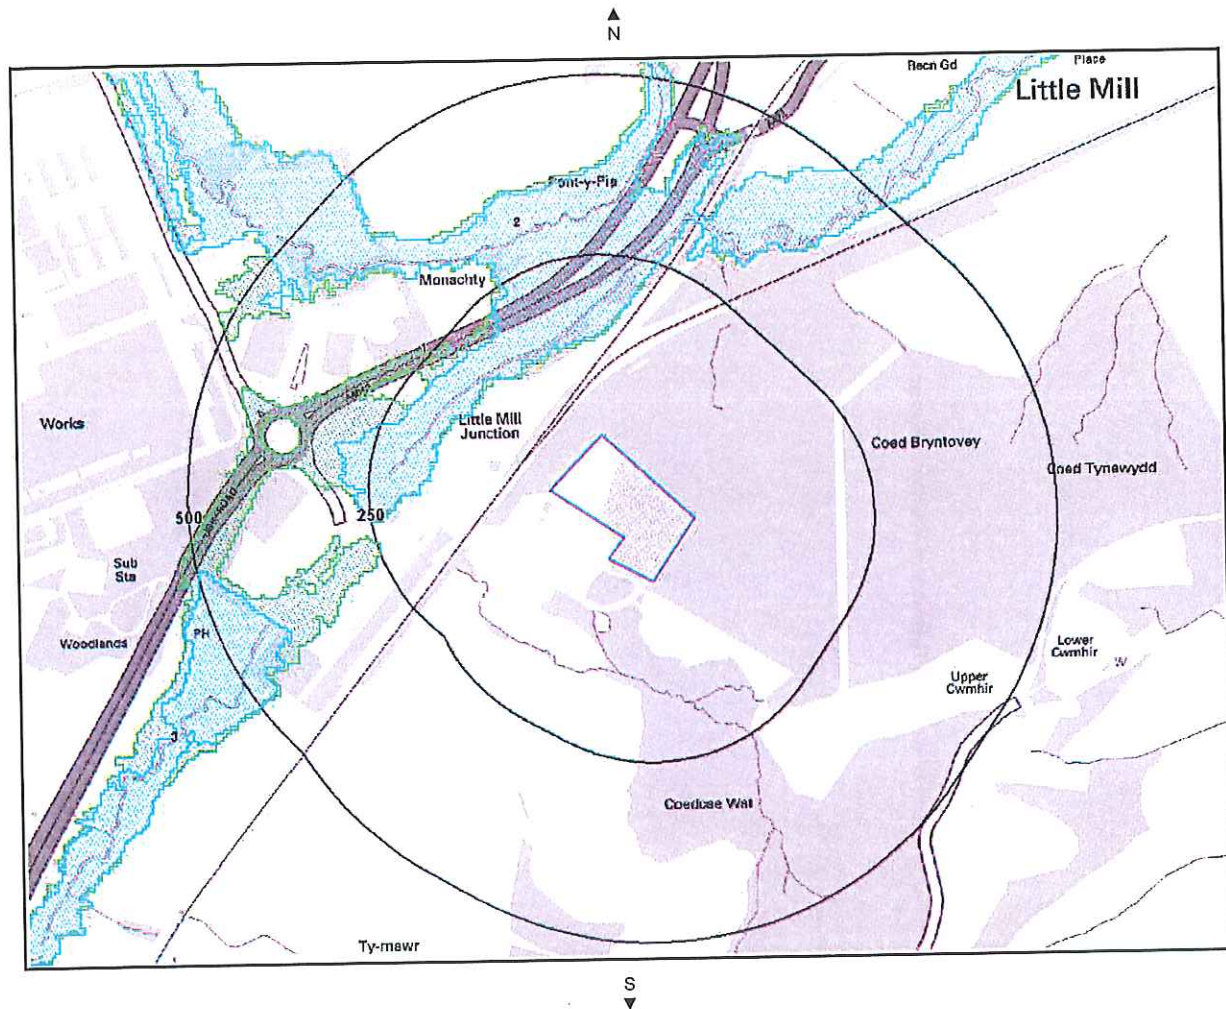 N
Recn Gd
Place
Little Mill
Pont-y-Pia
2
Monachty
Works
Little Mill
Junction
Coed Bryntovey
Coed Tynewydd
500
250
Sub
Sta
PH
Woodlands
Lower
Cwmhir
W
Upper
Cwmhir
3
Coedcae Wat
Ty-mawr
S